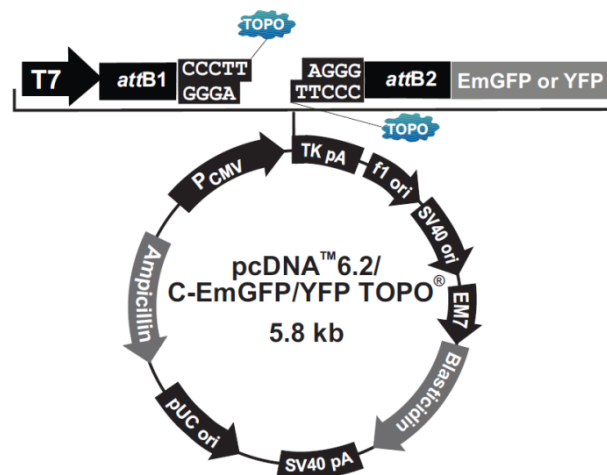 TOPO
T7
attB1
CCCTT
GGGA
AGGG
TTCCC
attB2
EmGFP or YFP
TOPO
PCMV
TK pA
f1 ori
SV40 ori
EM7
Blasticidin
SV40 pA
pUC ori
Ampicillin
pcDNA™6.2/
C-EmGFP/YFP TOPO®
5.8 kb